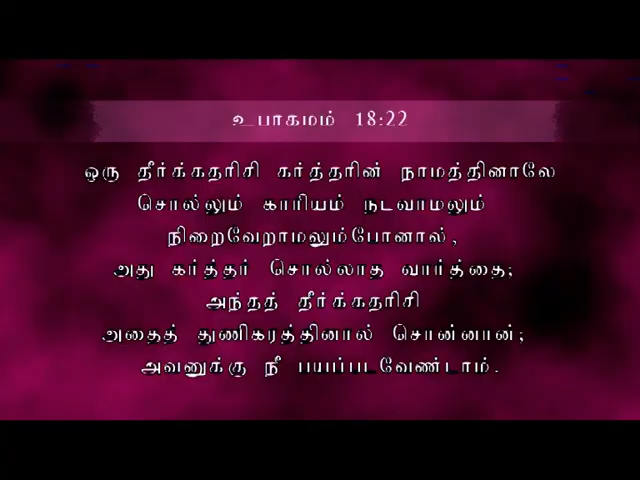 உபாகமம் 18:22
ஒரு தீர்க்கதரிசி கர்த்தரின் நாமத்தினாலே
சொல்லும் காரியம் நடவாமலும்
நிறைவேறாமலும்போனால்,
அது கர்த்தர் சொல்லாத வார்த்தை;
அந்தத் தீர்க்கதரிசி
அதைத் துணிகரத்தினால் சொன்னான்;
அவனுக்கு நீ பயப்படவேண்டாம்.